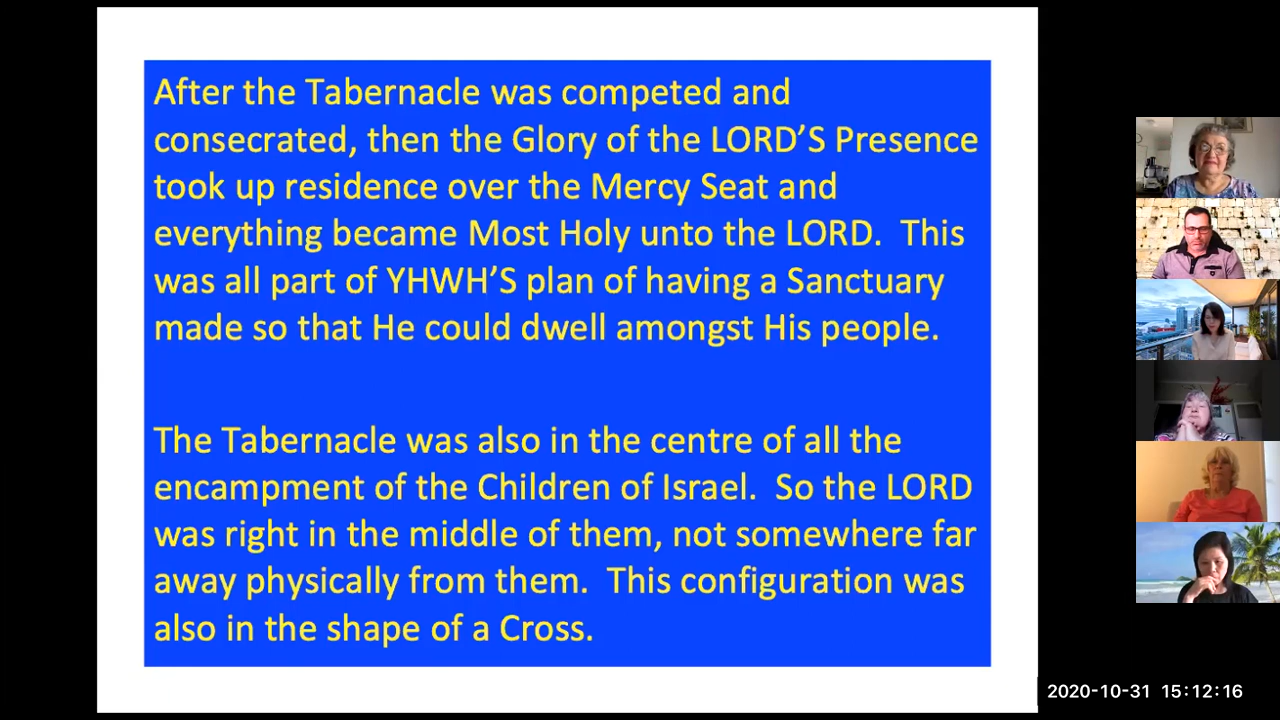 After the Tabernacle was competed and
consecrated, then the Glory of the LORD’S Presence
took up residence over the Mercy Seat and
everything became Most Holy unto the LORD.  This
was all part of YHWH’S plan of having a Sanctuary
made so that He could dwell amongst His people.
The Tabernacle was also in the centre of all the
encampment of the Children of Israel.  So the LORD
was right in the middle of them, not somewhere far
away physically from them.  This configuration was
also in the shape of a Cross.
2020-10-31 15:12:16